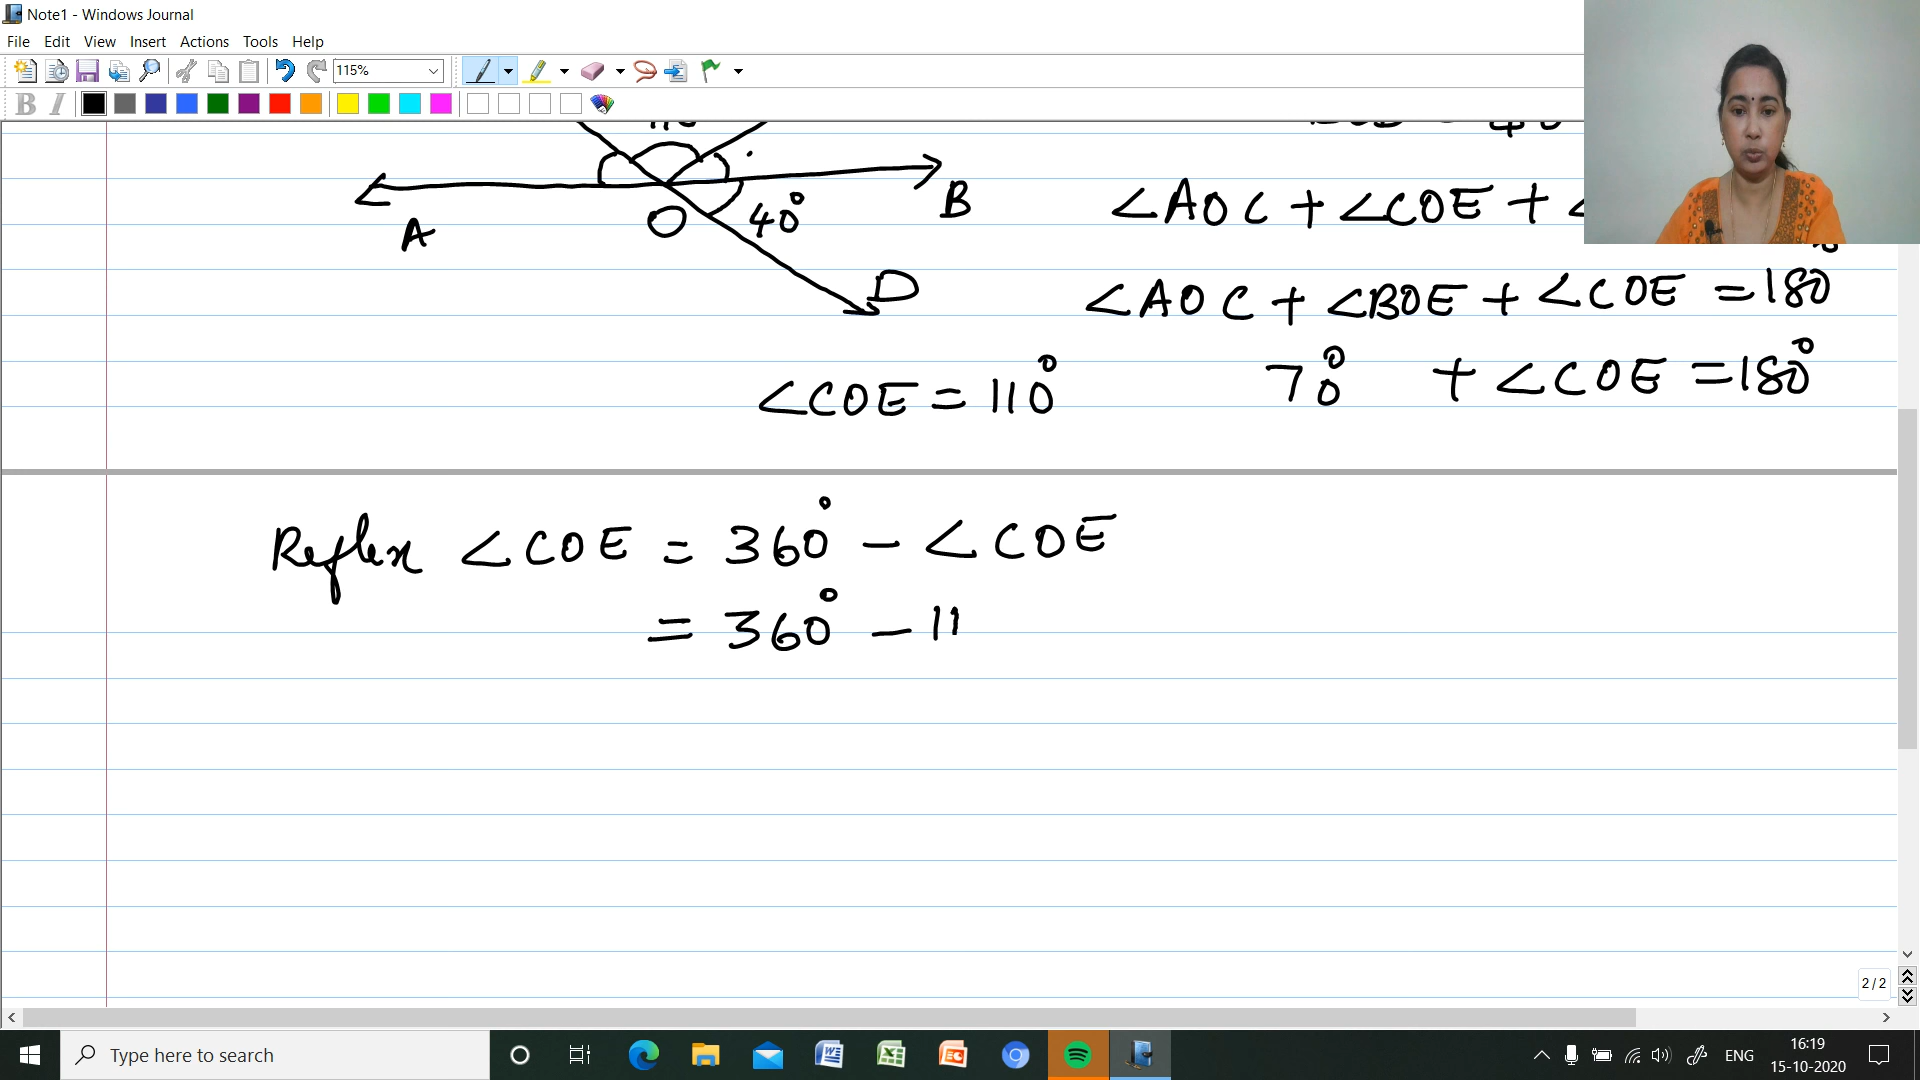 Note1 - Windows Journal
File Edit View Insert Actions Tools Help
115%
B I
A
O
40°
B
D
∠AOC + ∠COE + ∠
∠AOC + ∠BOE + ∠COE = 180°
70° + ∠COE = 180°
∠COE = 110°
Reflex ∠COE = 360° - ∠COE
= 360° - 11
2 / 2
Type here to search
ENG
16:19
15-10-2020